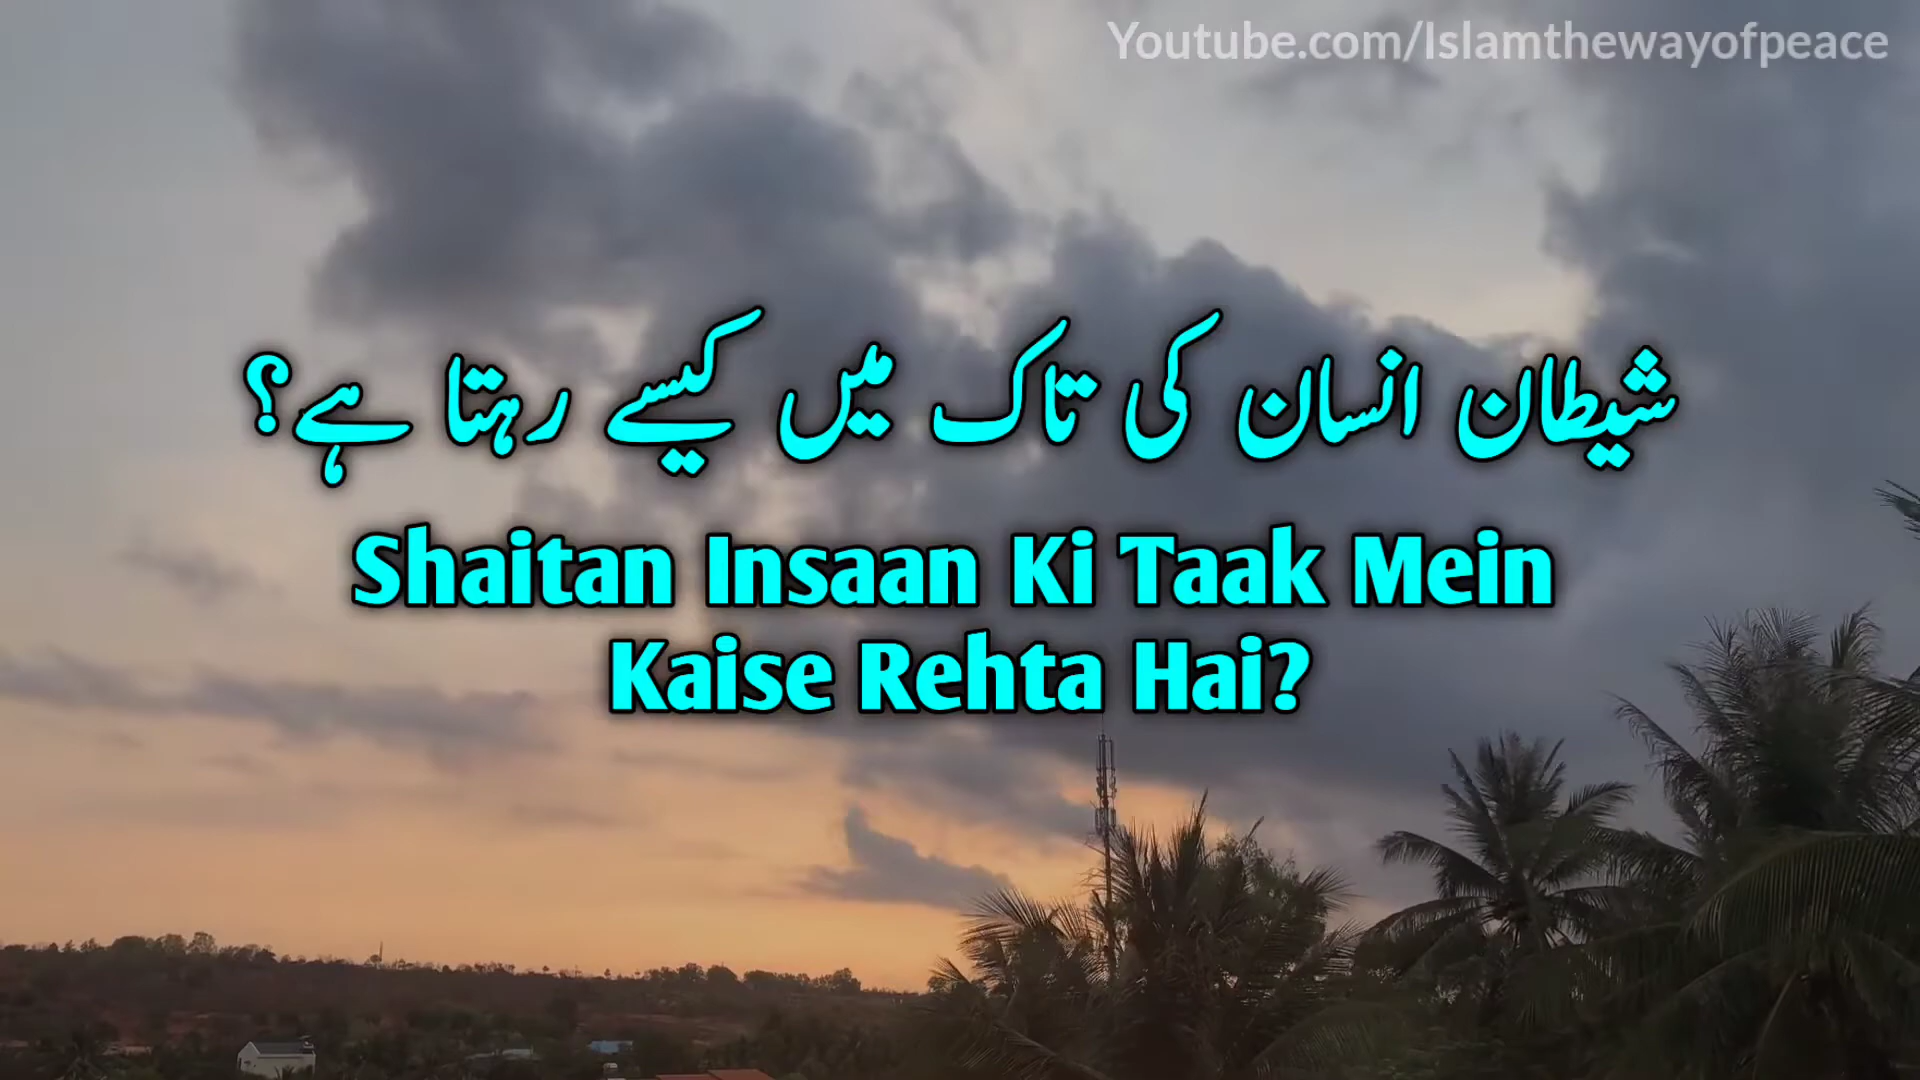 Youtube.com/Islamthewayofpeace
شیطان انسان کی تاک میں کیسے رہتا ہے؟
Shaitan Insaan Ki Taak Mein
Kaise Rehta Hai?